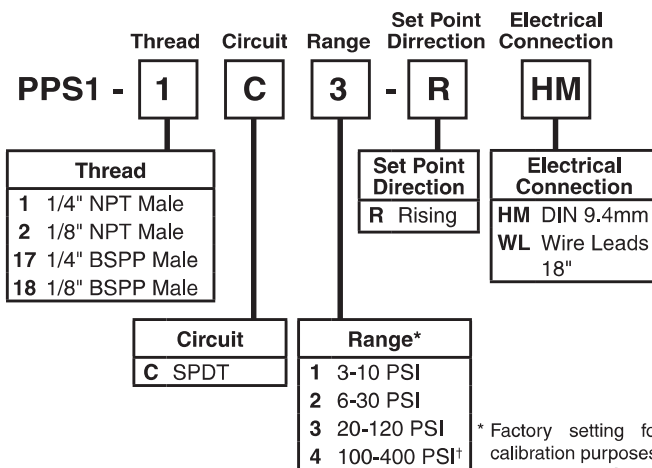 Thread Circuit Range Set Point Dirrection Electrical Connection
PPS1 - 1 C 3 - R HM
Thread
1 1/4" NPT Male
2 1/8" NPT Male
17 1/4" BSPP Male
18 1/8" BSPP Male
Set Point
Direction
R Rising
Electrical
Connection
HM DIN 9.4mm
WL Wire Leads
18"
Circuit
C SPDT
Range*
1 3-10 PSI
2 6-30 PSI
3 20-120 PSI
4 100-400 PSI†
* Factory setting fo
calibration purposes